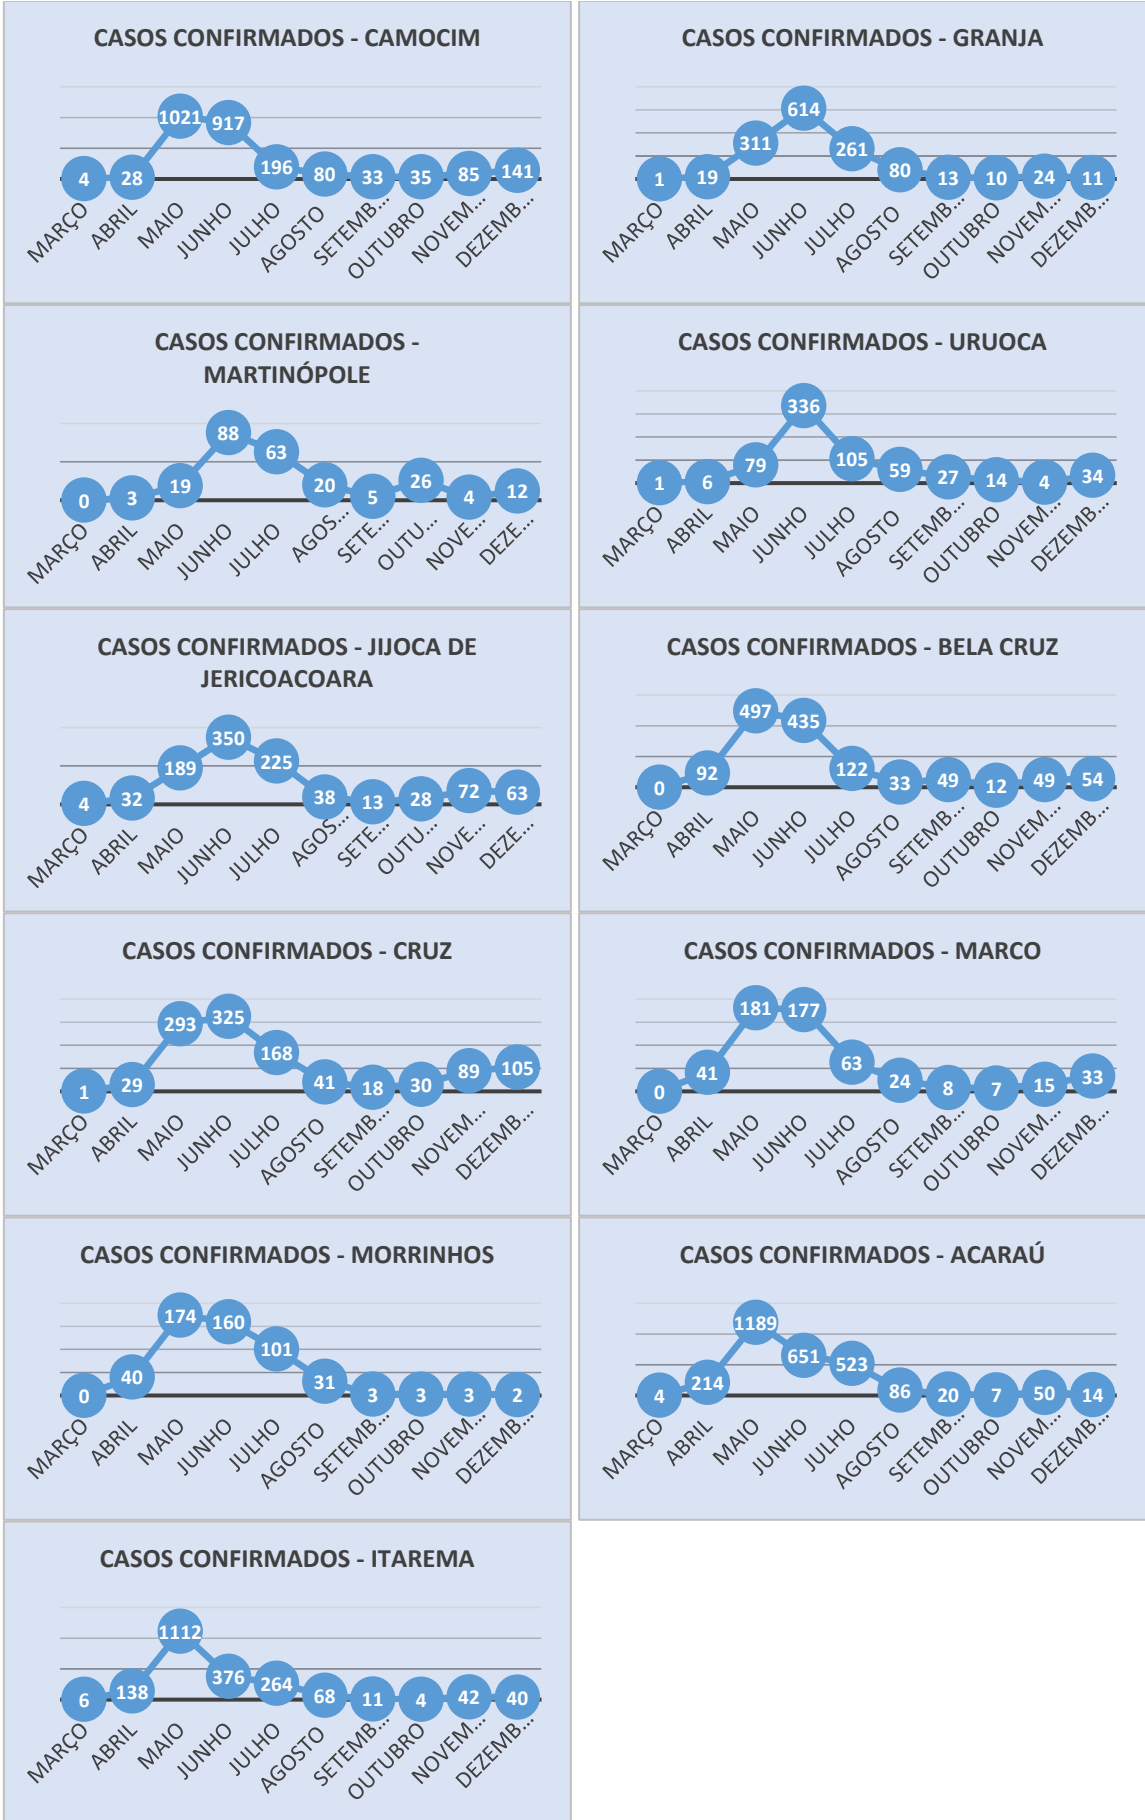 CASOS CONFIRMADOS - CAMOCIM
1021
917
196
80
33
35
85
141
4
28
MARÇO
ABRIL
MAIO
JUNHO
JULHO
AGOSTO
SETEMB...
OUTUBRO
NOVEM...
DEZEMB...
CASOS CONFIRMADOS - GRANJA
1
19
311
614
261
80
13
10
24
11
MARÇO
ABRIL
MAIO
JUNHO
JULHO
AGOSTO
SETEMB...
OUTUBRO
NOVEM...
DEZEMB...
CASOS CONFIRMADOS -
MARTINÓPOLE
0
3
19
88
63
20
5
26
4
12
MARÇO
ABRIL
MAIO
JUNHO
JULHO
AGOS...
SETE...
OUTU...
NOVE...
DEZE...
CASOS CONFIRMADOS - URUOCA
1
6
79
336
105
59
27
14
4
34
MARÇO
ABRIL
MAIO
JUNHO
JULHO
AGOSTO
SETEMB...
OUTUBRO
NOVEM...
DEZEMB...
CASOS CONFIRMADOS - JIJOCA DE
JERICOACOARA
4
32
189
350
225
38
13
28
72
63
MARÇO
ABRIL
MAIO
JUNHO
JULHO
AGOS...
SETE...
OUTU...
NOVE...
DEZE...
CASOS CONFIRMADOS - BELA CRUZ
0
92
497
435
122
33
49
12
49
54
MARÇO
ABRIL
MAIO
JUNHO
JULHO
AGOSTO
SETEMB...
OUTUBRO
NOVEM...
DEZEMB...
CASOS CONFIRMADOS - CRUZ
1
29
293
325
168
41
18
30
89
105
MARÇO
ABRIL
MAIO
JUNHO
JULHO
AGOSTO
SETEMB...
OUTUBRO
NOVEM...
DEZEMB...
CASOS CONFIRMADOS - MARCO
0
41
181
177
63
24
8
7
15
33
MARÇO
ABRIL
MAIO
JUNHO
JULHO
AGOSTO
SETEMB...
OUTUBRO
NOVEM...
DEZEMB...
CASOS CONFIRMADOS - MORRINHOS
0
40
174
160
101
31
3
3
3
2
MARÇO
ABRIL
MAIO
JUNHO
JULHO
AGOSTO
SETEMB...
OUTUBRO
NOVEM...
DEZEMB...
CASOS CONFIRMADOS - ACARAÚ
4
214
1189
651
523
86
20
7
50
14
MARÇO
ABRIL
MAIO
JUNHO
JULHO
AGOSTO
SETEMB...
OUTUBRO
NOVEM...
DEZEMB...
CASOS CONFIRMADOS - ITAREMA
6
138
1112
376
264
68
11
4
42
40
MARÇO
ABRIL
MAIO
JUNHO
JULHO
AGOSTO
SETEMB...
OUTUBRO
NOVEM...
DEZEMB...